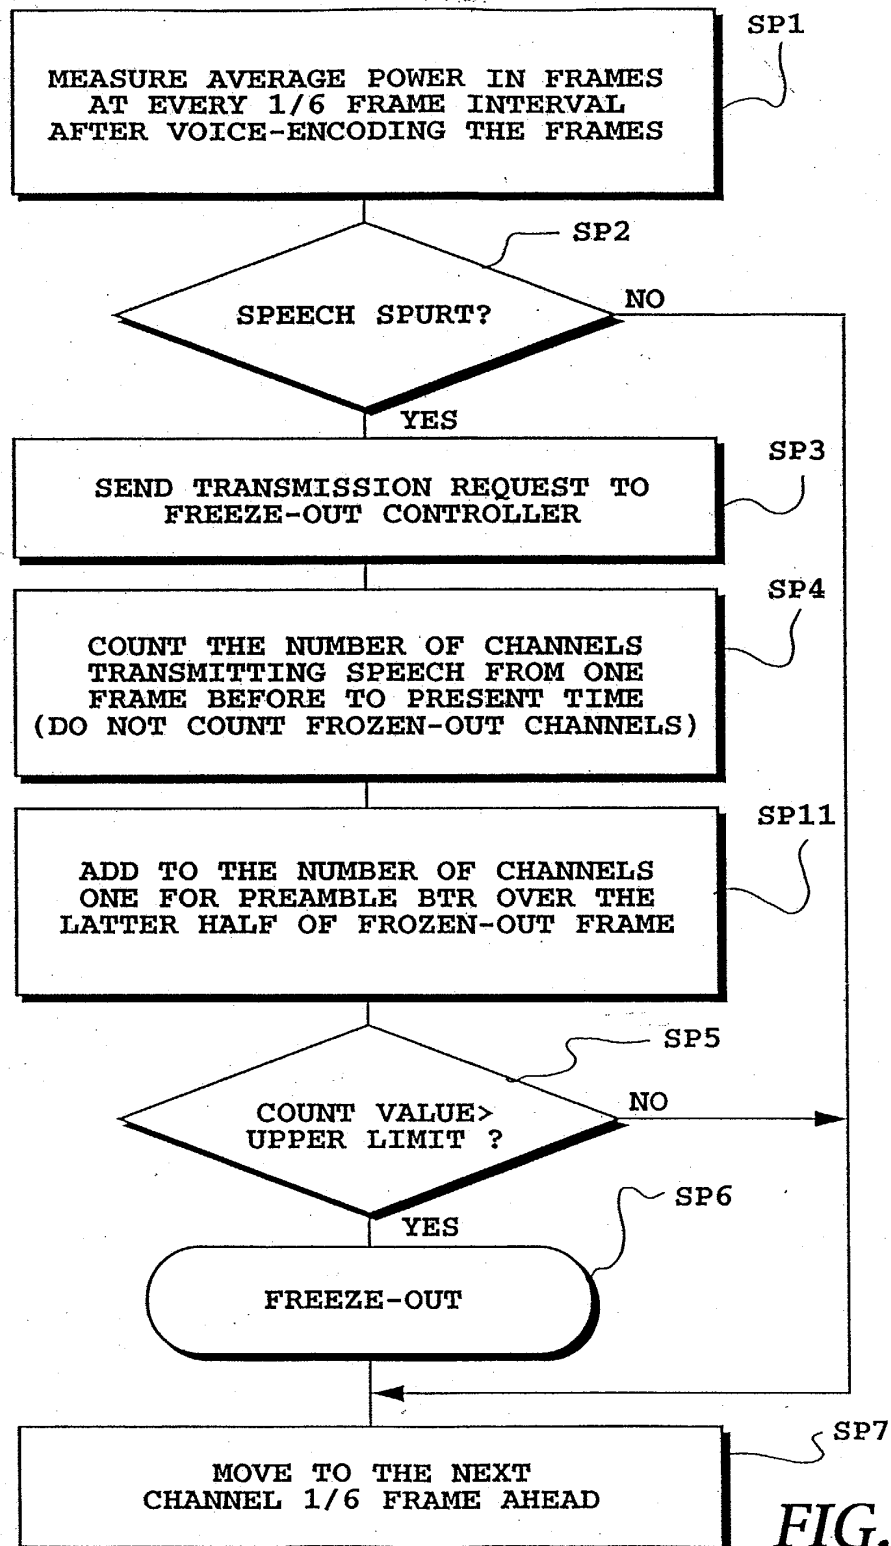 SP1
MEASURE AVERAGE POWER IN FRAMES
AT EVERY 1/6 FRAME INTERVAL
AFTER VOICE-ENCODING THE FRAMES
SP2
SPEECH SPURT?
NO
YES
SP3
SEND TRANSMISSION REQUEST TO
FREEZE-OUT CONTROLLER
SP4
COUNT THE NUMBER OF CHANNELS
TRANSMITTING SPEECH FROM ONE
FRAME BEFORE TO PRESENT TIME
(DO NOT COUNT FROZEN-OUT CHANNELS)
SP11
ADD TO THE NUMBER OF CHANNELS
ONE FOR PREAMBLE BTR OVER THE
LATTER HALF OF FROZEN-OUT FRAME
SP5
COUNT VALUE>
UPPER LIMIT ?
NO
YES
SP6
FREEZE-OUT
SP7
MOVE TO THE NEXT
CHANNEL 1/6 FRAME AHEAD
FIG.